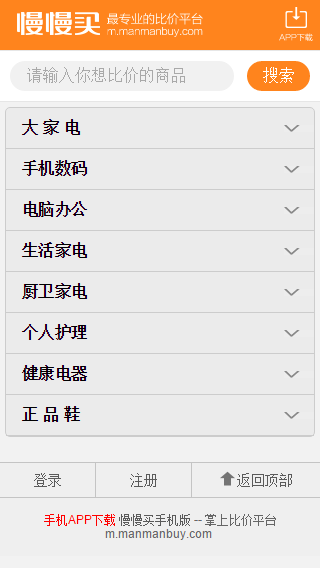 慢慢买 最专业的比价平台
m.manmanbuy.com
APP下载
请输入你想比价的商品 搜索
大 家 电
手机数码
电脑办公
生活家电
厨卫家电
个人护理
健康电器
正 品 鞋
登录 注册 返回顶部
手机APP下载 慢慢买手机版 -- 掌上比价平台
m.manmanbuy.com